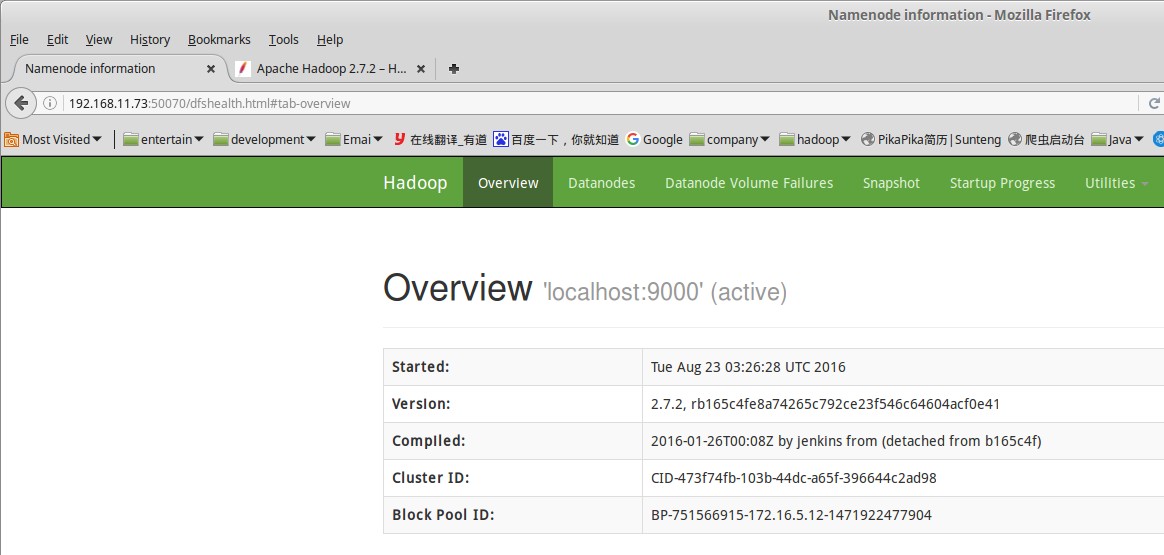 Namenode information - Mozilla Firefox
File Edit View History Bookmarks Tools Help
Namenode information Apache Hadoop 2.7.2 – H...
192.168.11.73:50070/dfshealth.html#tab-overview
Most Visited entertain development Emai 在线翻译_有道 百度一下，你就知道 Google company hadoop PikaPika简历|Sunteng 爬虫启动台 Java
Hadoop Overview Datanodes Datanode Volume Failures Snapshot Startup Progress Utilities
Overview 'localhost:9000' (active)
Started: Tue Aug 23 03:26:28 UTC 2016
Version: 2.7.2, rb165c4fe8a74265c792ce23f546c64604acf0e41
Compiled: 2016-01-26T00:08Z by jenkins from (detached from b165c4f)
Cluster ID: CID-473f74fb-103b-44dc-a65f-396644c2ad98
Block Pool ID: BP-751566915-172.16.5.12-1471922477904